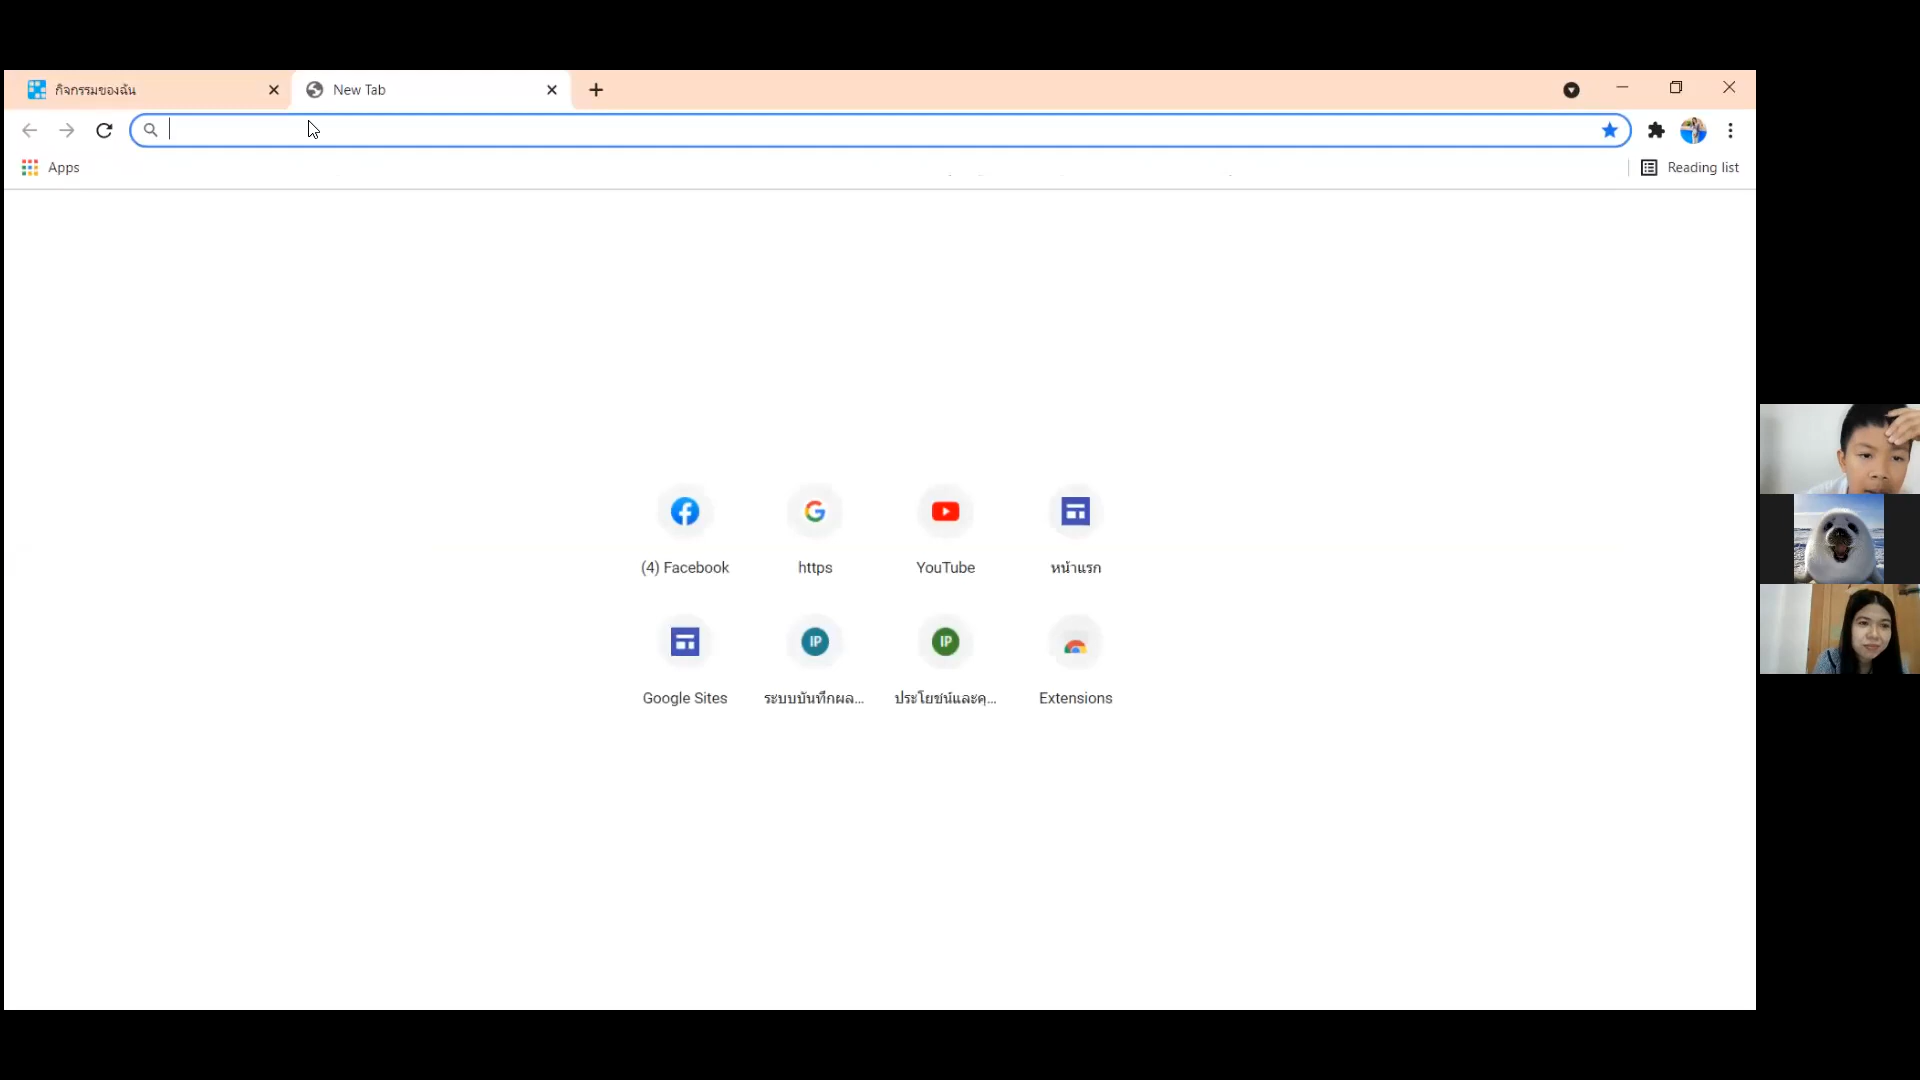 กิจกรรมของฉัน
New Tab
Apps
Reading list
(4) Facebook
https
YouTube
หน้าแรก
IP
IP
Google Sites
ระบบบันทึกผล...
ประโยชน์และคุ...
Extensions